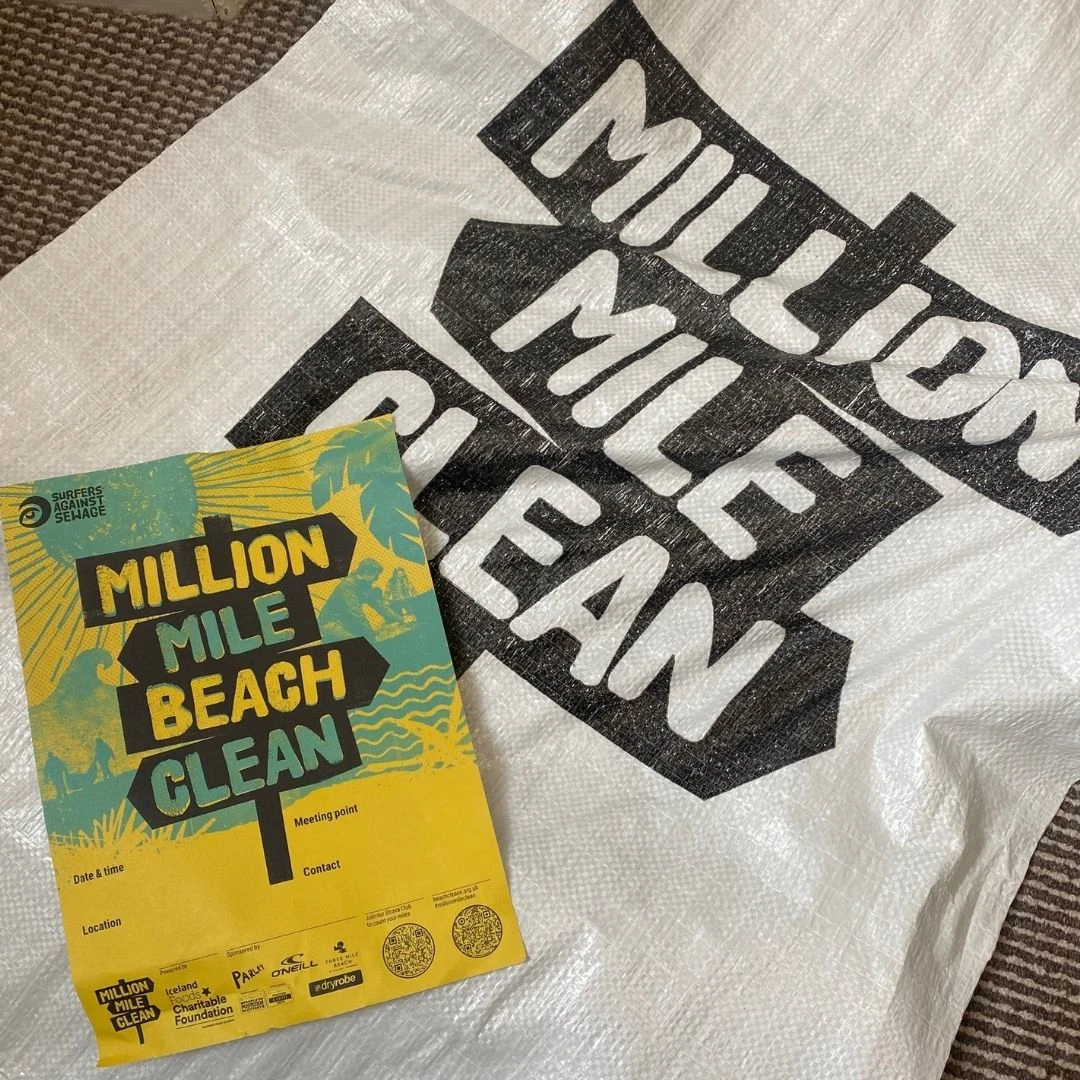 MILLION
MILE
CLEAN
SURFERS
AGAINST
SEWAGE
MILLION
MILE
BEACH
CLEAN
Meeting point
Date & time
Contact
Location
Join our Strava Club
to count your miles
beachcleans.org.uk
#millionmileclean
Powered by
MILLION
MILE
CLEAN
Iceland
Foods
Charitable
Foundation
Sponsored by
PARLEY
O'NEILL
THREE MILE
BEACH
dryrobe